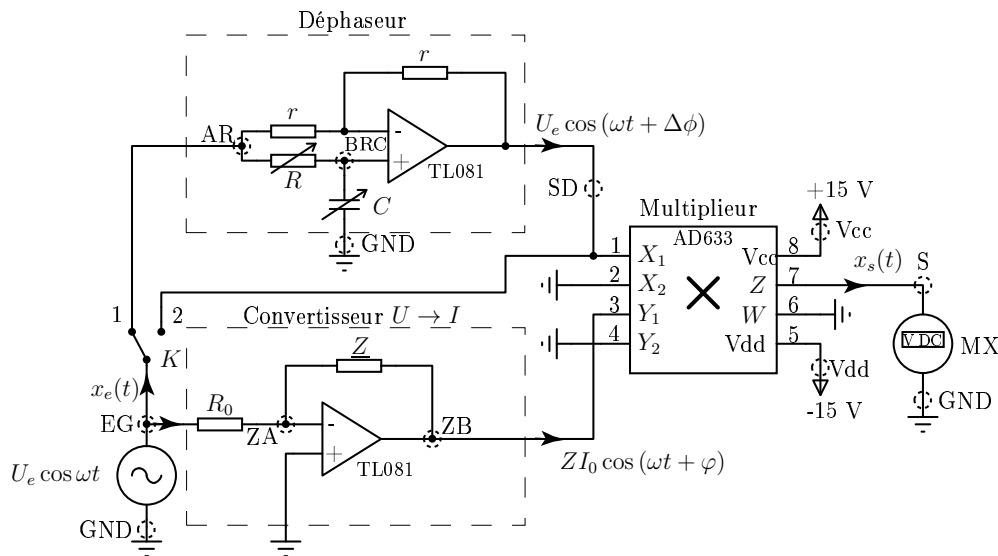 Déphaseur
r
r
AR
-
BRC
+
R
TL081
C
GND
U_e cos (ωt + Δϕ)
SD
+15 V
Multiplieur
AD633
Vcc
1 X_1 Vcc 8
2 X_2 Z 7
3 Y_1 W 6
4 Y_2 Vdd 5
x_s(t)
S
V DC
MX
Vdd
-15 V
GND
1
2
Convertisseur U → I
K
Z
x_e(t)
R_0
EG
ZA
-
+
ZB
TL081
ZI_0 cos (ωt + φ)
U_e cos ωt
GND